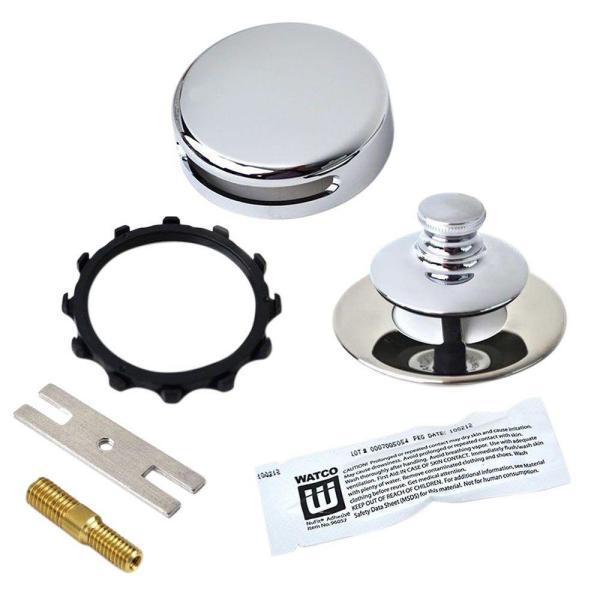 LOT# 0007005054 PKG DATE: 100212
100212
WATCO
CAUTION! Prolonged or repeated contact may dry skin and cause irritation.
May cause drowsiness. Avoid prolonged or repeated contact with skin.
Wash thoroughly after handling. Avoid breathing vapor. Use with adequate
ventilation. First Aid: IN CASE OF SKIN CONTACT. Immediately flush/wash skin
with plenty of water. Remove contaminated clothing and shoes. Wash
clothing before reuse. Get medical attention.
KEEP OUT OF REACH OF CHILDREN. For additional information, see Material
Safety Data Sheet (MSDS) for this material. Not for human consumption.
NuFit® Adhesive
Item No.